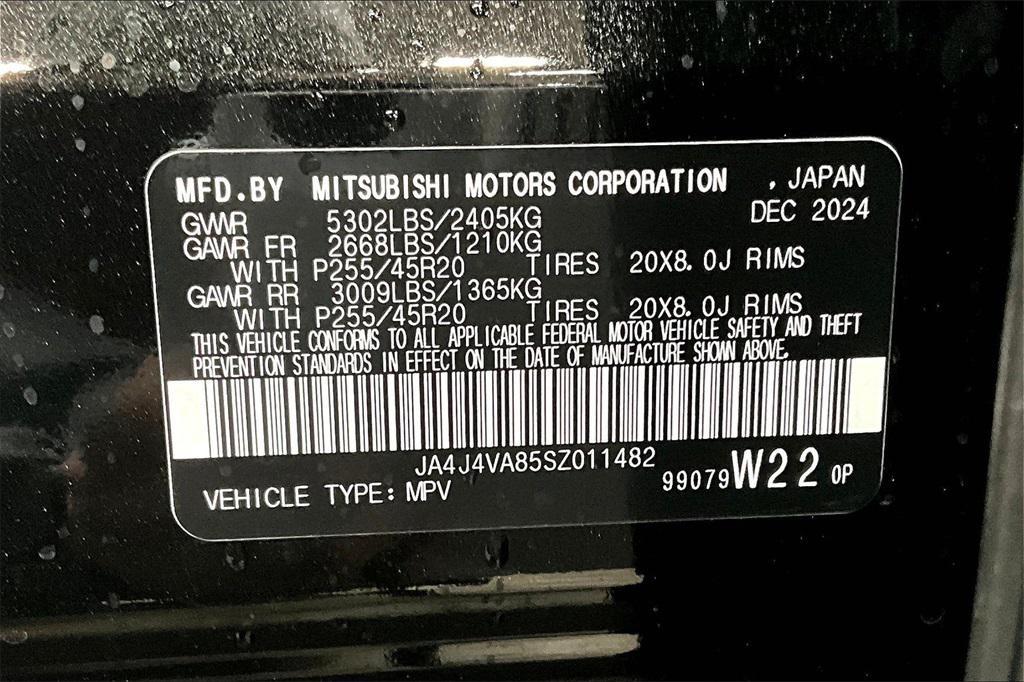 MFD.BY MITSUBISHI MOTORS CORPORATION , JAPAN
GVWR 5302LBS/2405KG DEC 2024
GAWR FR 2668LBS/1210KG
WITH P255/45R20 TIRES 20X8.0J RIMS
GAWR RR 3009LBS/1365KG
WITH P255/45R20 TIRES 20X8.0J RIMS
THIS VEHICLE CONFORMS TO ALL APPLICABLE FEDERAL MOTOR VEHICLE SAFETY AND THEFT
PREVENTION STANDARDS IN EFFECT ON THE DATE OF MANUFACTURE SHOWN ABOVE.
JA4J4VA85SZ011482
VEHICLE TYPE: MPV 99079W22 0P